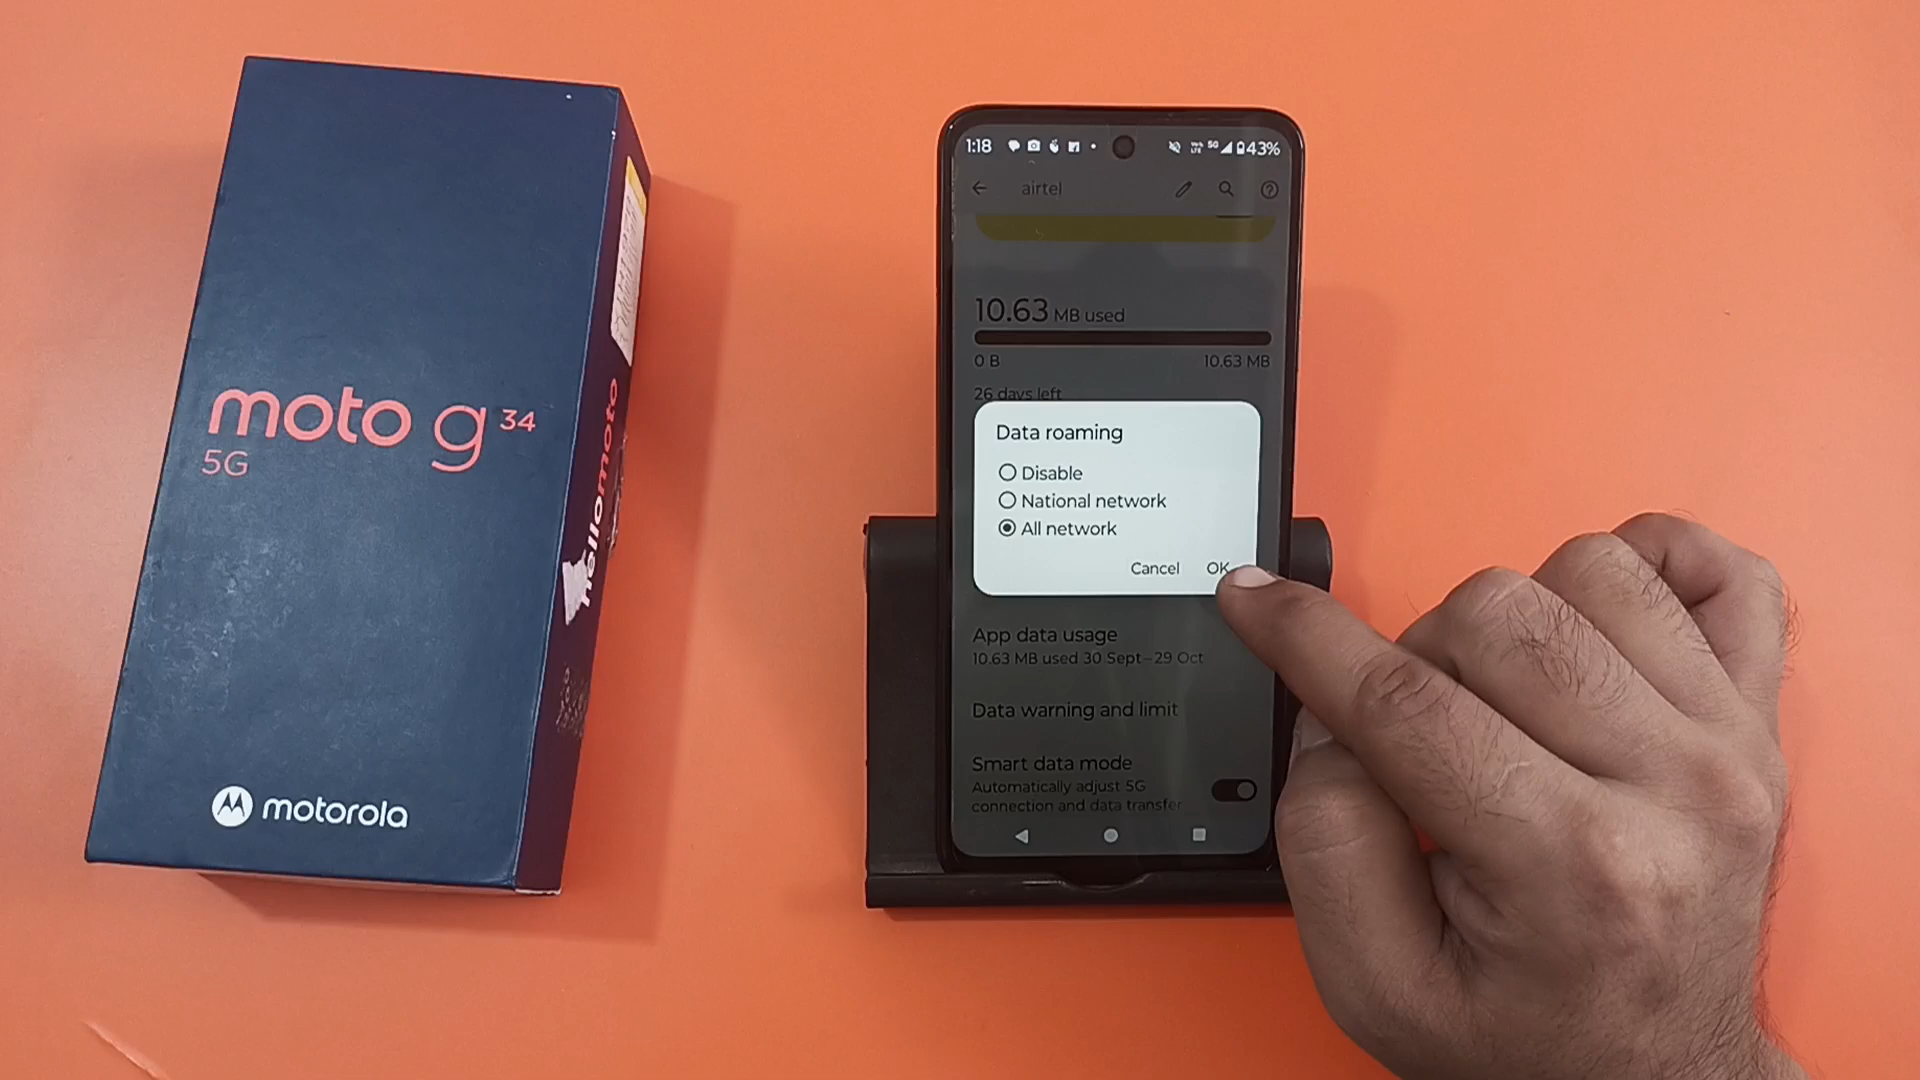 moto g 34
5G
motorola
hellomoto
1:18
5G
43%
airtel
10.63 MB used
0 B
10.63 MB
26 days left
Data roaming
Disable
National network
All network
Cancel
OK
App data usage
10.63 MB used 30 Sept–29 Oct
Data warning and limit
Smart data mode
Automatically adjust 5G
connection and data transfer